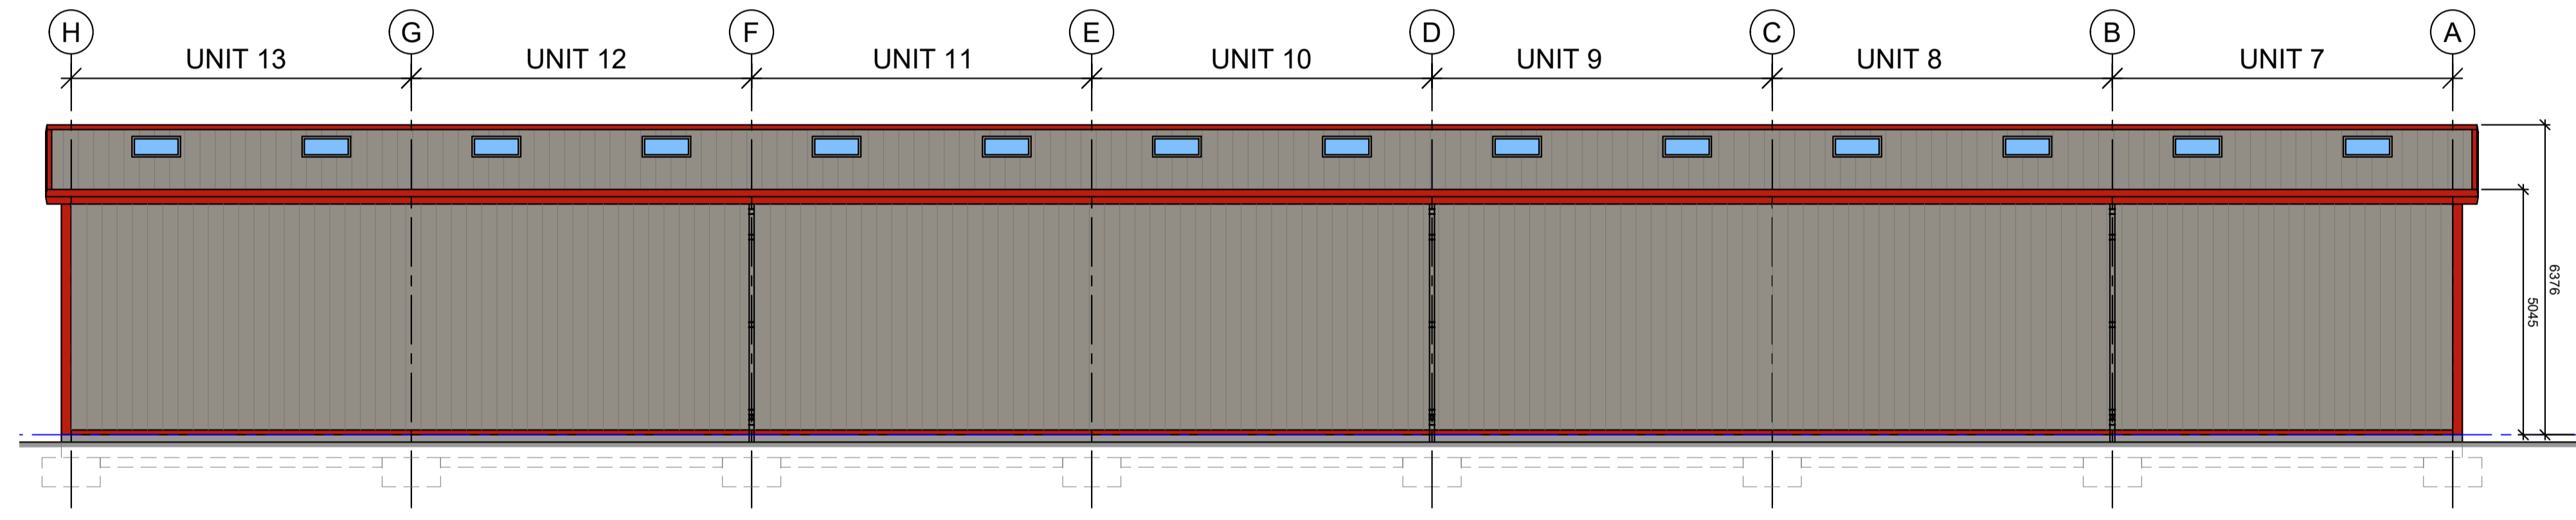 H G F E D C B A
UNIT 13 UNIT 12 UNIT 11 UNIT 10 UNIT 9 UNIT 8 UNIT 7
6376
5045